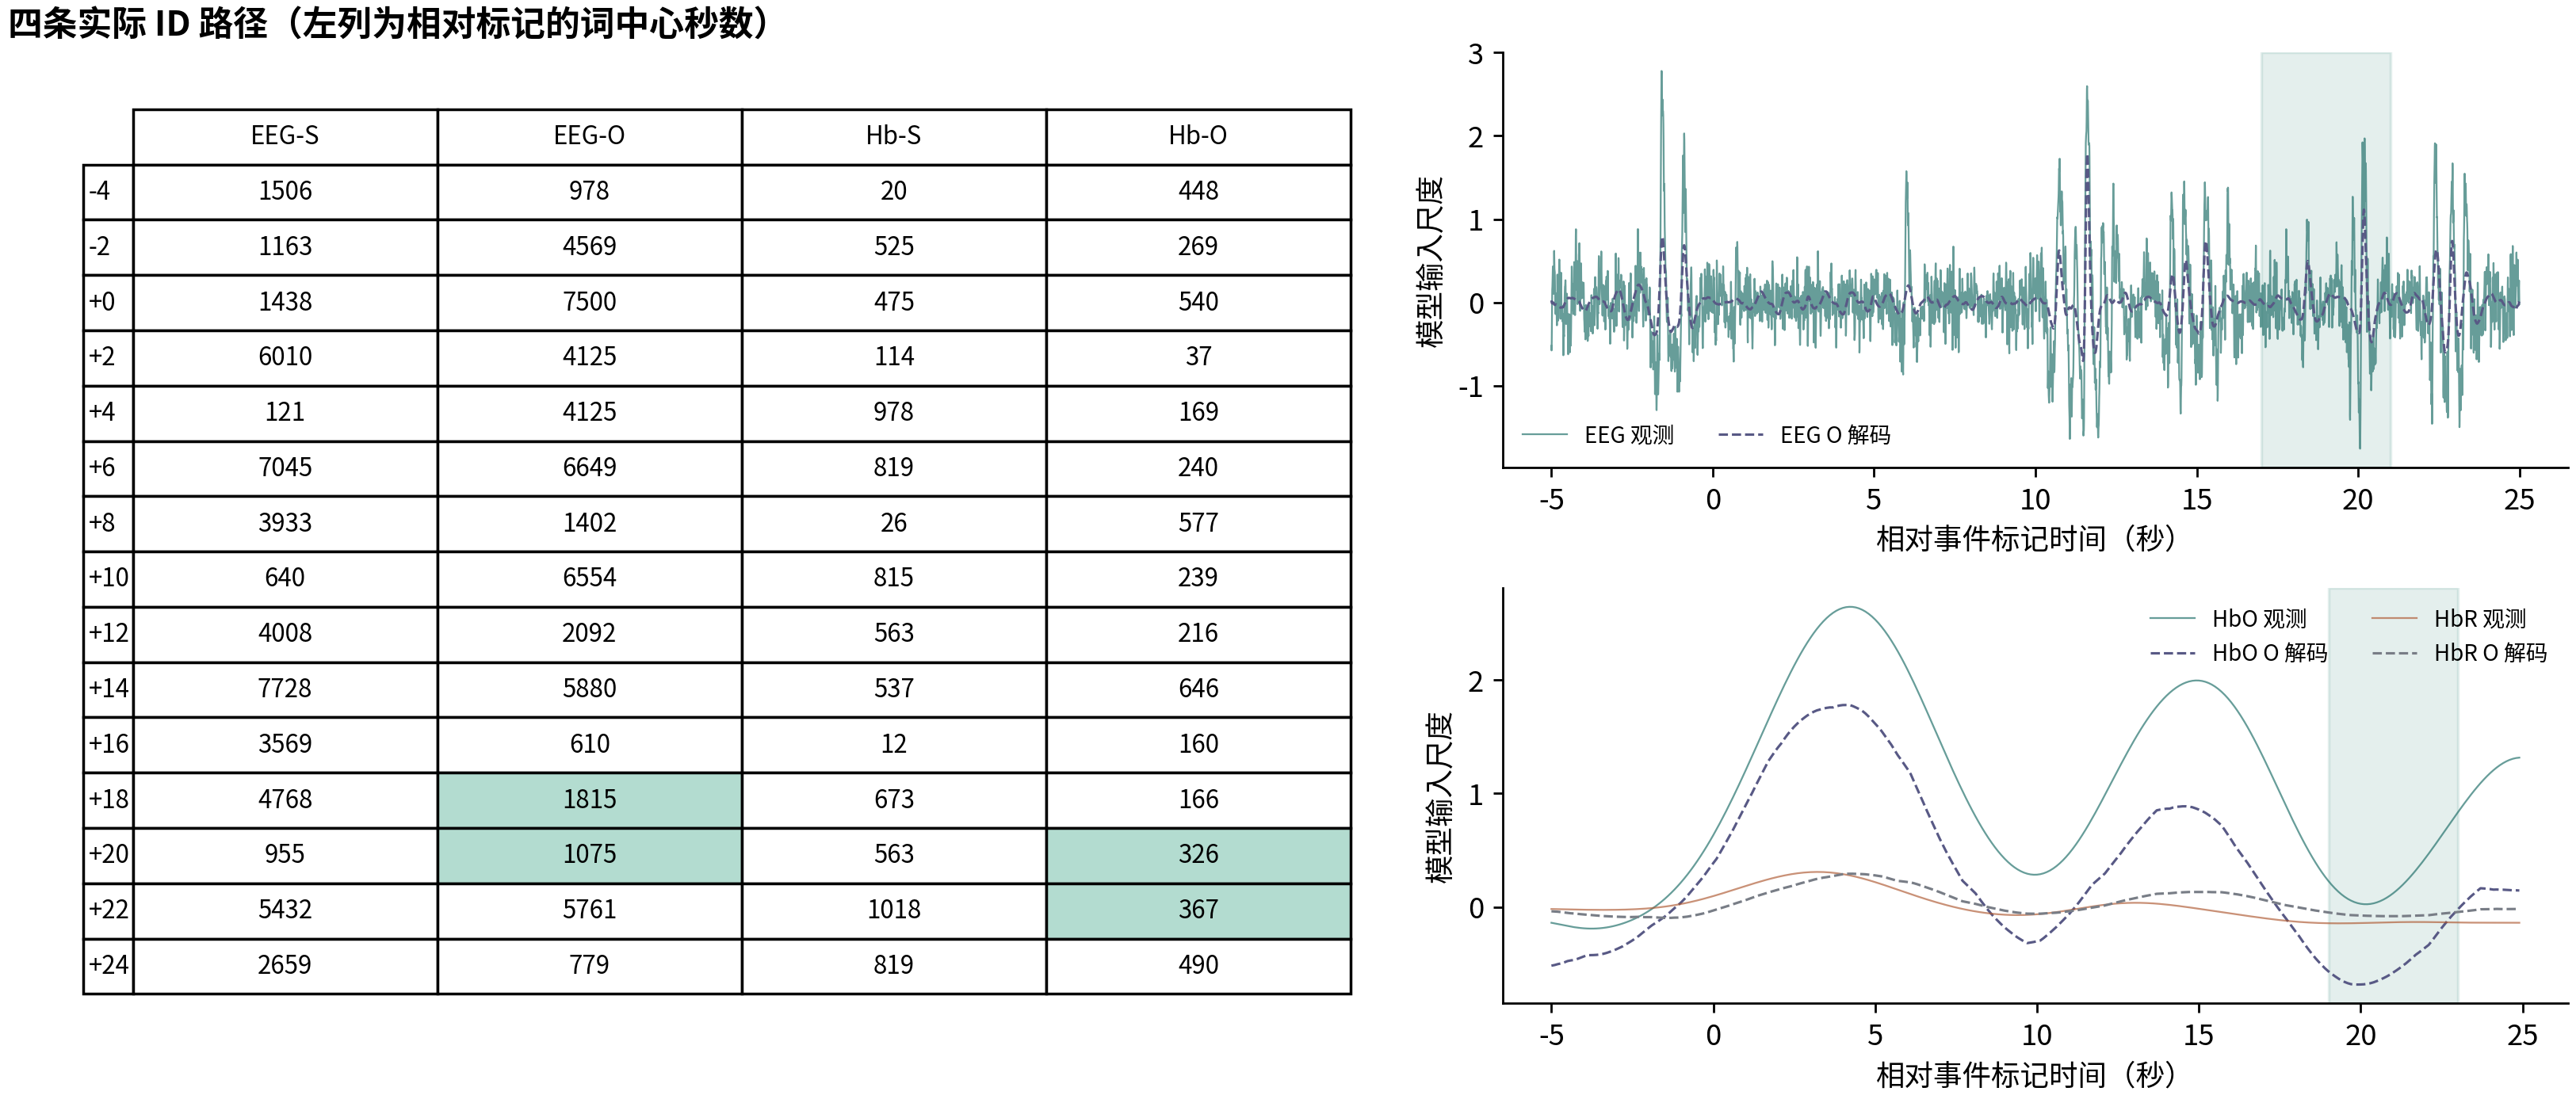 四条实际 ID 路径（左列为相对标记的词中心秒数）
EEG-S EEG-O Hb-S Hb-O
-4 1506 978 20 448
-2 1163 4569 525 269
+0 1438 7500 475 540
+2 6010 4125 114 37
+4 121 4125 978 169
+6 7045 6649 819 240
+8 3933 1402 26 577
+10 640 6554 815 239
+12 4008 2092 563 216
+14 7728 5880 537 646
+16 3569 610 12 160
+18 4768 1815 673 166
+20 955 1075 563 326
+22 5432 5761 1018 367
+24 2659 779 819 490
模型输入尺度
3
2
1
0
-1
EEG 观测 EEG O 解码
-5 0 5 10 15 20 25
相对事件标记时间（秒）
模型输入尺度
2
1
0
HbO 观测 HbR 观测
HbO O 解码 HbR O 解码
-5 0 5 10 15 20 25
相对事件标记时间（秒）